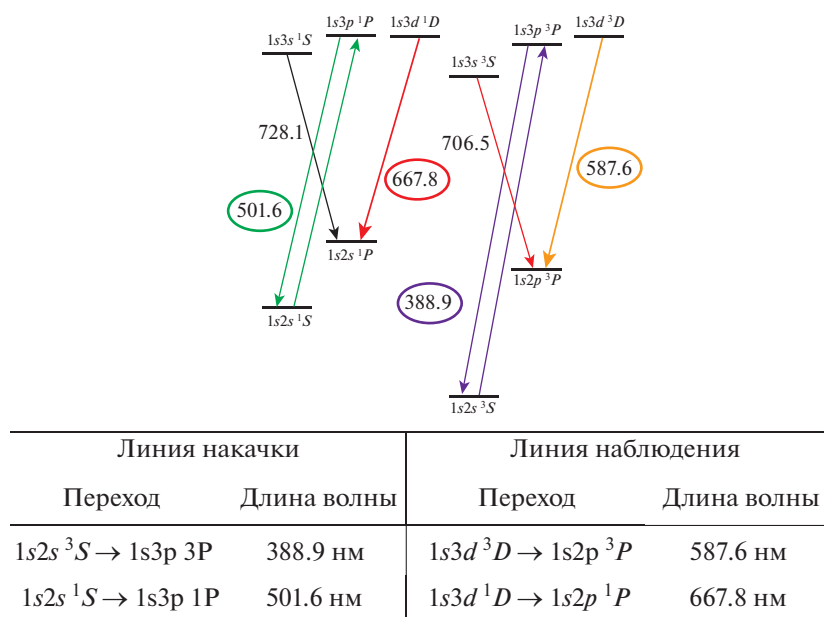 1s3p ¹P 1s3d ¹D 1s3p ³P 1s3d ³D
1s3s ¹S
1s3s ³S
728.1 706.5
667.8 587.6
501.6
1s2s ¹P
1s2p ³P
388.9
1s2s ¹S
1s2s ³S
Линия накачки Линия наблюдения
Переход Длина волны Переход Длина волны
1s2s ³S → 1s3p 3P 388.9 нм 1s3d ³D → 1s2p ³P 587.6 нм
1s2s ¹S → 1s3p 1P 501.6 нм 1s3d ¹D → 1s2p ¹P 667.8 нм